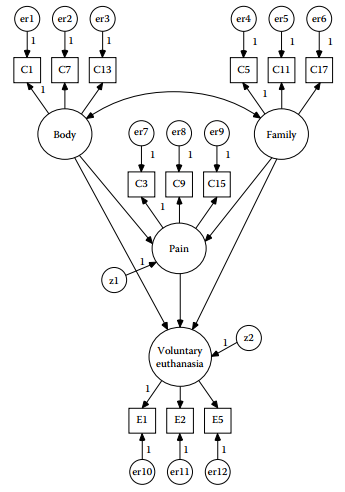 er1 er2 er3 er4 er5 er6
1 1 1 1 1 1
C1 C7 C13 C5 C11 C17
1 1
Body er7 er8 er9 Family
1 1 1
C3 C9 C15
1
Pain
1
z1
z2
1
Voluntary
euthanasia
1
E1 E2 E5
1 1 1
er10 er11 er12